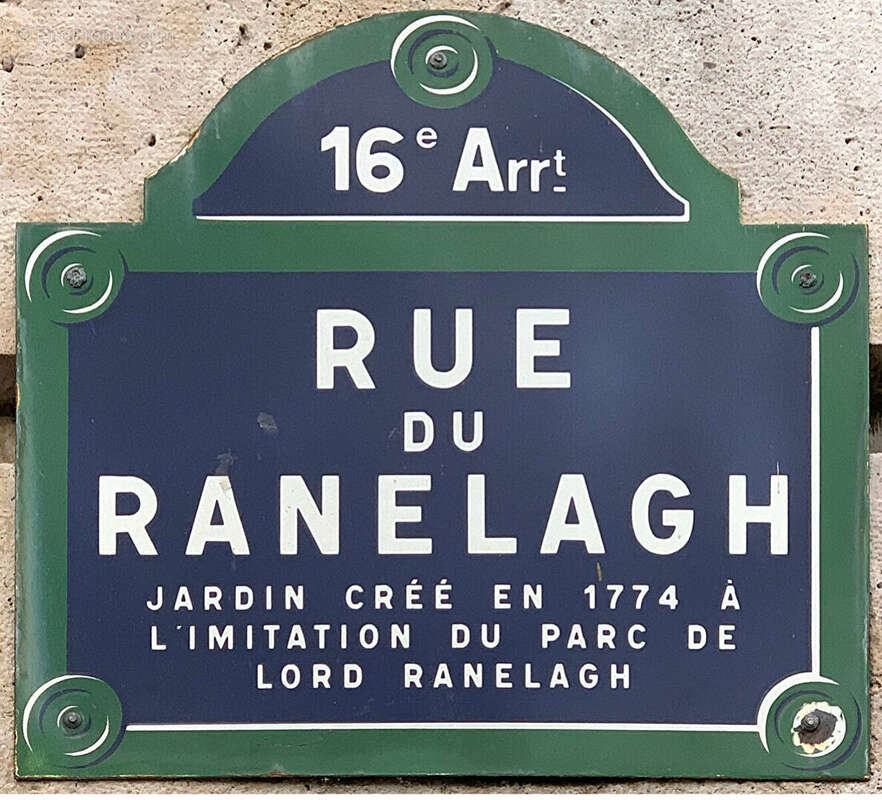 16e Arrt
RUE
DU
RANELAGH
JARDIN CRÉÉ EN 1774 À
L'IMITATION DU PARC DE
LORD RANELAGH